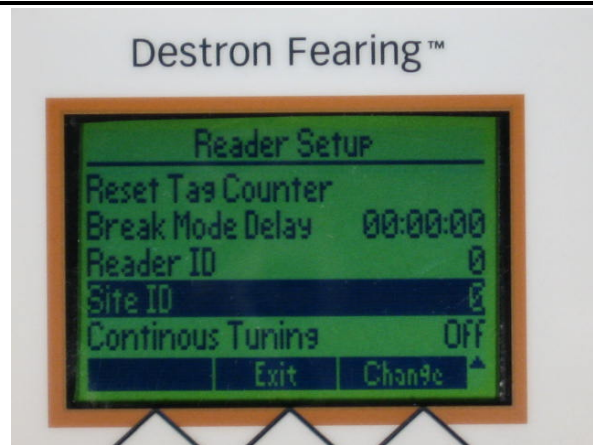 Destron Fearing™
Reader Setup
Reset Tag Counter
Break Mode Delay 00:00:00
Reader ID 0
Site ID 0
Continous Tuning Off
Exit Change